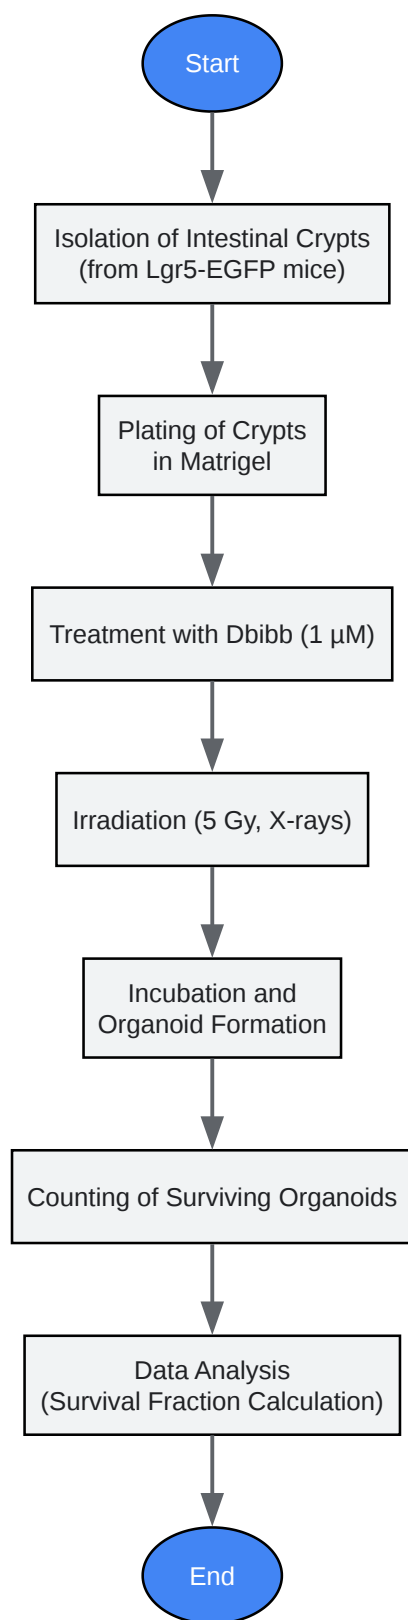 Start
Isolation of Intestinal Crypts
(from Lgr5-EGFP mice)
Plating of Crypts
in Matrigel
Treatment with Dbibb (1 µM)
Irradiation (5 Gy, X-rays)
Incubation and
Organoid Formation
Counting of Surviving Organoids
Data Analysis
(Survival Fraction Calculation)
End